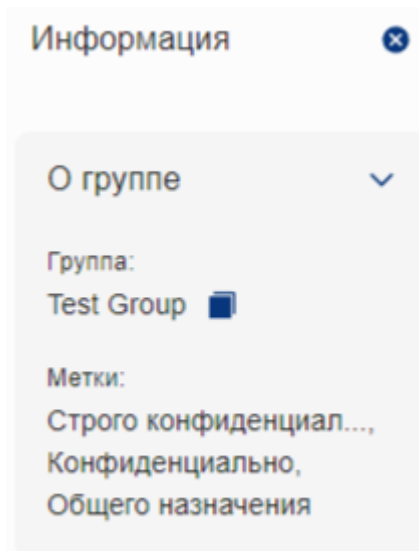 Информация
О группе
Группа:
Test Group
Метки:
Строго конфиденциал...,
Конфиденциально,
Общего назначения